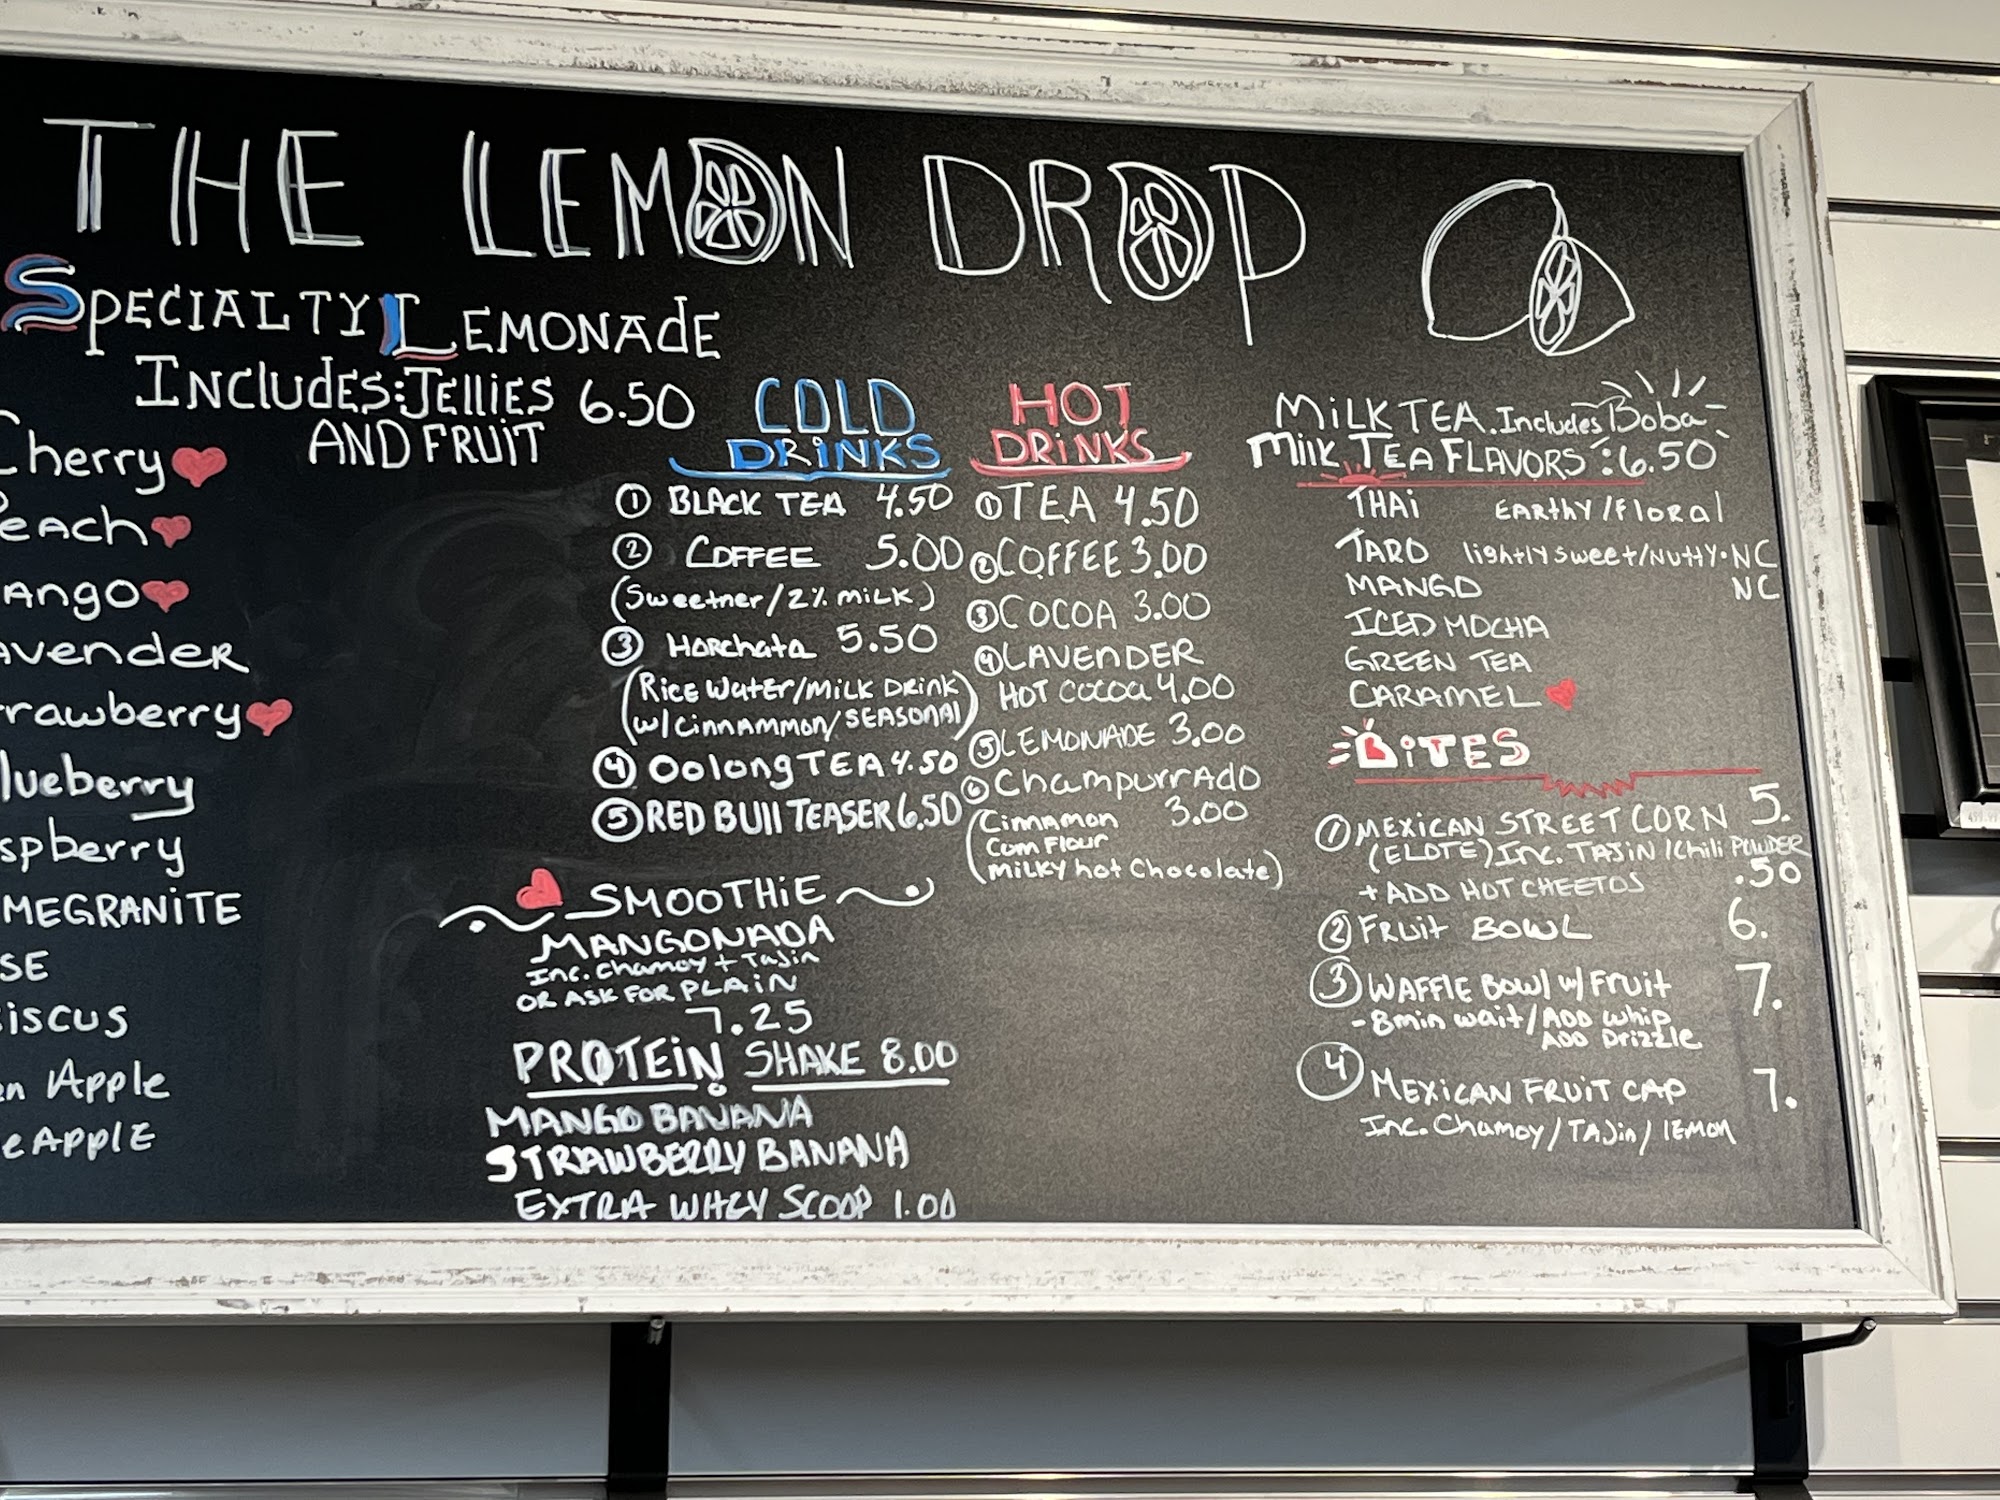 THE LEMON DROP
SPECIALTY LEMONADE
INCLUDES: JELLIES 6.50
AND FRUIT
Cherry
Peach
ango
avender
rawberry
lueberry
spberry
MEGRANITE
SE
iscus
en Apple
e APPLE
COLD
DRINKS
① BLACK TEA 4.50
② COFFEE 5.00
(Sweetner/2% MILK)
③ HORCHATA 5.50
(RICE WATER/MILK DRINK
W/CINNAMMON/SEASONAL)
④ Oolong TEA 4.50
⑤ RED BULL TEASER 6.50
HOT
DRINKS
① TEA 4.50
② COFFEE 3.00
③ COCOA 3.00
④ LAVENDER
HOT COCOA 4.00
⑤ LEMONADE 3.00
⑥ CHAMPURRADO
3.00
(Cinnamon
Corn Flour
MILKY hot Chocolate)
SMOOTHIE
MANGONADA
Inc. Chamoy + TAJin
OR ASK FOR PLAIN
7.25
PROTEIN SHAKE 8.00
MANGO BANANA
STRAWBERRY BANANA
EXTRA WHEY SCOOP 1.00
MILK TEA. Includes Boba
MILK TEA FLAVORS: 6.50
THAI EARTHY/FLORAL
TARO lightly sweet/NUTTY·NC
MANGO NC
ICED MOCHA
GREEN TEA
CARAMEL
BITES
① MEXICAN STREET CORN 5.
(ELOTE) INC. TAJIN/Chili POWDER
+ ADD HOT CHEETOS .50
② FRUIT BOWL 6.
③ WAFFLE BOWL W/ FRUIT 7.
-8min wait/ADD whip
ADD Drizzle
④ MEXICAN FRUIT CAP 7.
Inc. Chamoy/TAJin/LEMON